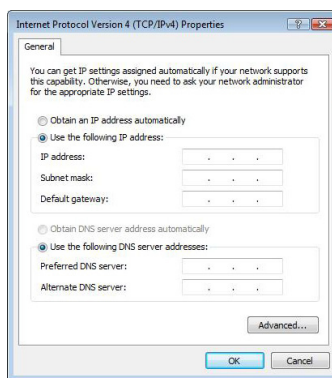 Internet Protocol Version 4 (TCP/IPv4) Properties
General
You can get IP settings assigned automatically if your network supports
this capability. Otherwise, you need to ask your network administrator
for the appropriate IP settings.
Obtain an IP address automatically
Use the following IP address:
IP address:
Subnet mask:
Default gateway:
Obtain DNS server address automatically
Use the following DNS server addresses:
Preferred DNS server:
Alternate DNS server:
Advanced...
OK Cancel